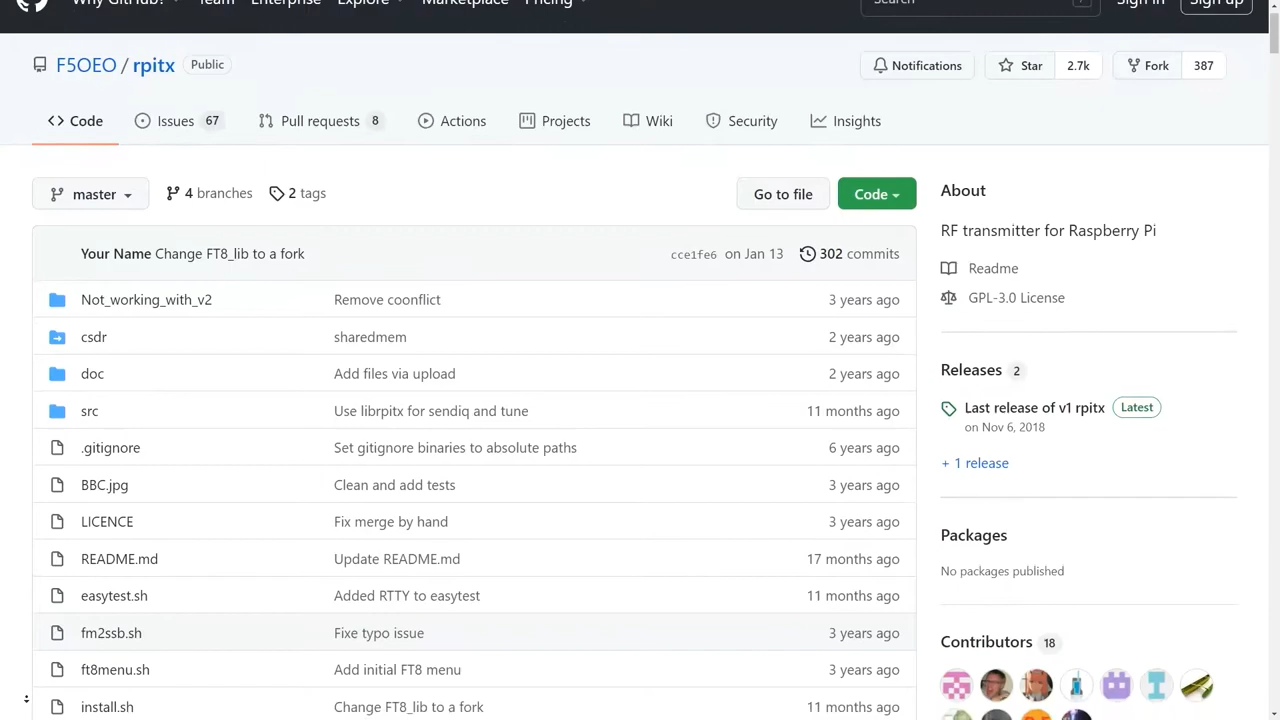 Why GitHub? Team Enterprise Explore Marketplace Pricing Search / Sign in Sign up
F5OEO / rpitx Public Notifications Star 2.7k Fork 387
Code Issues 67 Pull requests 8 Actions Projects Wiki Security Insights
master 4 branches 2 tags Go to file Code
Your Name Change FT8_lib to a fork cce1fe6 on Jan 13 302 commits
Not_working_with_v2 Remove coonflict 3 years ago
csdr sharedmem 2 years ago
doc Add files via upload 2 years ago
src Use librpitx for sendiq and tune 11 months ago
.gitignore Set gitignore binaries to absolute paths 6 years ago
BBC.jpg Clean and add tests 3 years ago
LICENCE Fix merge by hand 3 years ago
README.md Update README.md 17 months ago
easytest.sh Added RTTY to easytest 11 months ago
fm2ssb.sh Fixe typo issue 3 years ago
ft8menu.sh Add initial FT8 menu 3 years ago
install.sh Change FT8_lib to a fork 11 months ago
About
RF transmitter for Raspberry Pi
Readme
GPL-3.0 License
Releases 2
Last release of v1 rpitx Latest
on Nov 6, 2018
+ 1 release
Packages
No packages published
Contributors 18